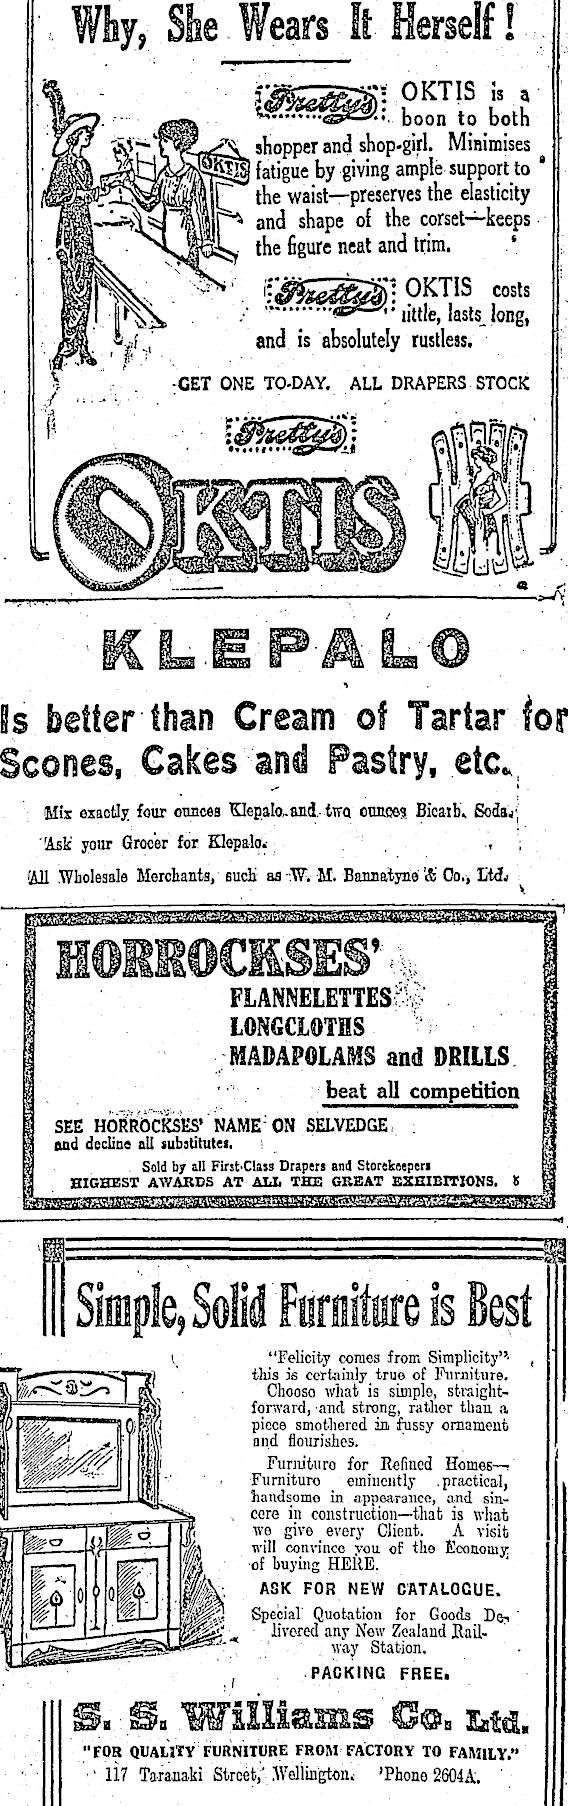 Why, She Wears It Herself!
Pretty's OKTIS is a
boon to both
shopper and shop-girl. Minimises
OKTIS
fatigue by giving ample support to
the waist—preserves the elasticity
and shape of the corset—keeps
the figure neat and trim.
Pretty's OKTIS costs
little, lasts long,
and is absolutely rustless.
GET ONE TO-DAY. ALL DRAPERS STOCK
Pretty's
OKTIS
KLEPALO
Is better than Cream of Tartar for
Scones, Cakes and Pastry, etc.
Mix exactly four ounces Klepalo and two ounces Bicarb. Soda.
Ask your Grocer for Klepalo.
All Wholesale Merchants, such as W. M. Bannatyne & Co., Ltd.
HORROCKSES'
FLANNELETTES
LONGCLOTHS
MADAPOLAMS and DRILLS
beat all competition
SEE HORROCKSES' NAME ON SELVEDGE
and decline all substitutes.
Sold by all First-Class Drapers and Storekeepers
HIGHEST AWARDS AT ALL THE GREAT EXHIBITIONS. 8
Simple, Solid Furniture is Best
"Felicity comes from Simplicity"
this is certainly true of Furniture.
Choose what is simple, straight-
forward, and strong, rather than a
piece smothered in fussy ornament
and flourishes.
Furniture for Refined Homes—
Furniture eminently practical,
handsome in appearance, and sin-
cere in construction—that is what
we give every Client. A visit
will convince you of the Economy
of buying HERE.
ASK FOR NEW CATALOGUE.
Special Quotation for Goods De-
livered any New Zealand Rail-
way Station.
PACKING FREE.
S. S. Williams Co. Ltd.
"FOR QUALITY FURNITURE FROM FACTORY TO FAMILY."
117 Taranaki Street, Wellington. 'Phone 2604A.